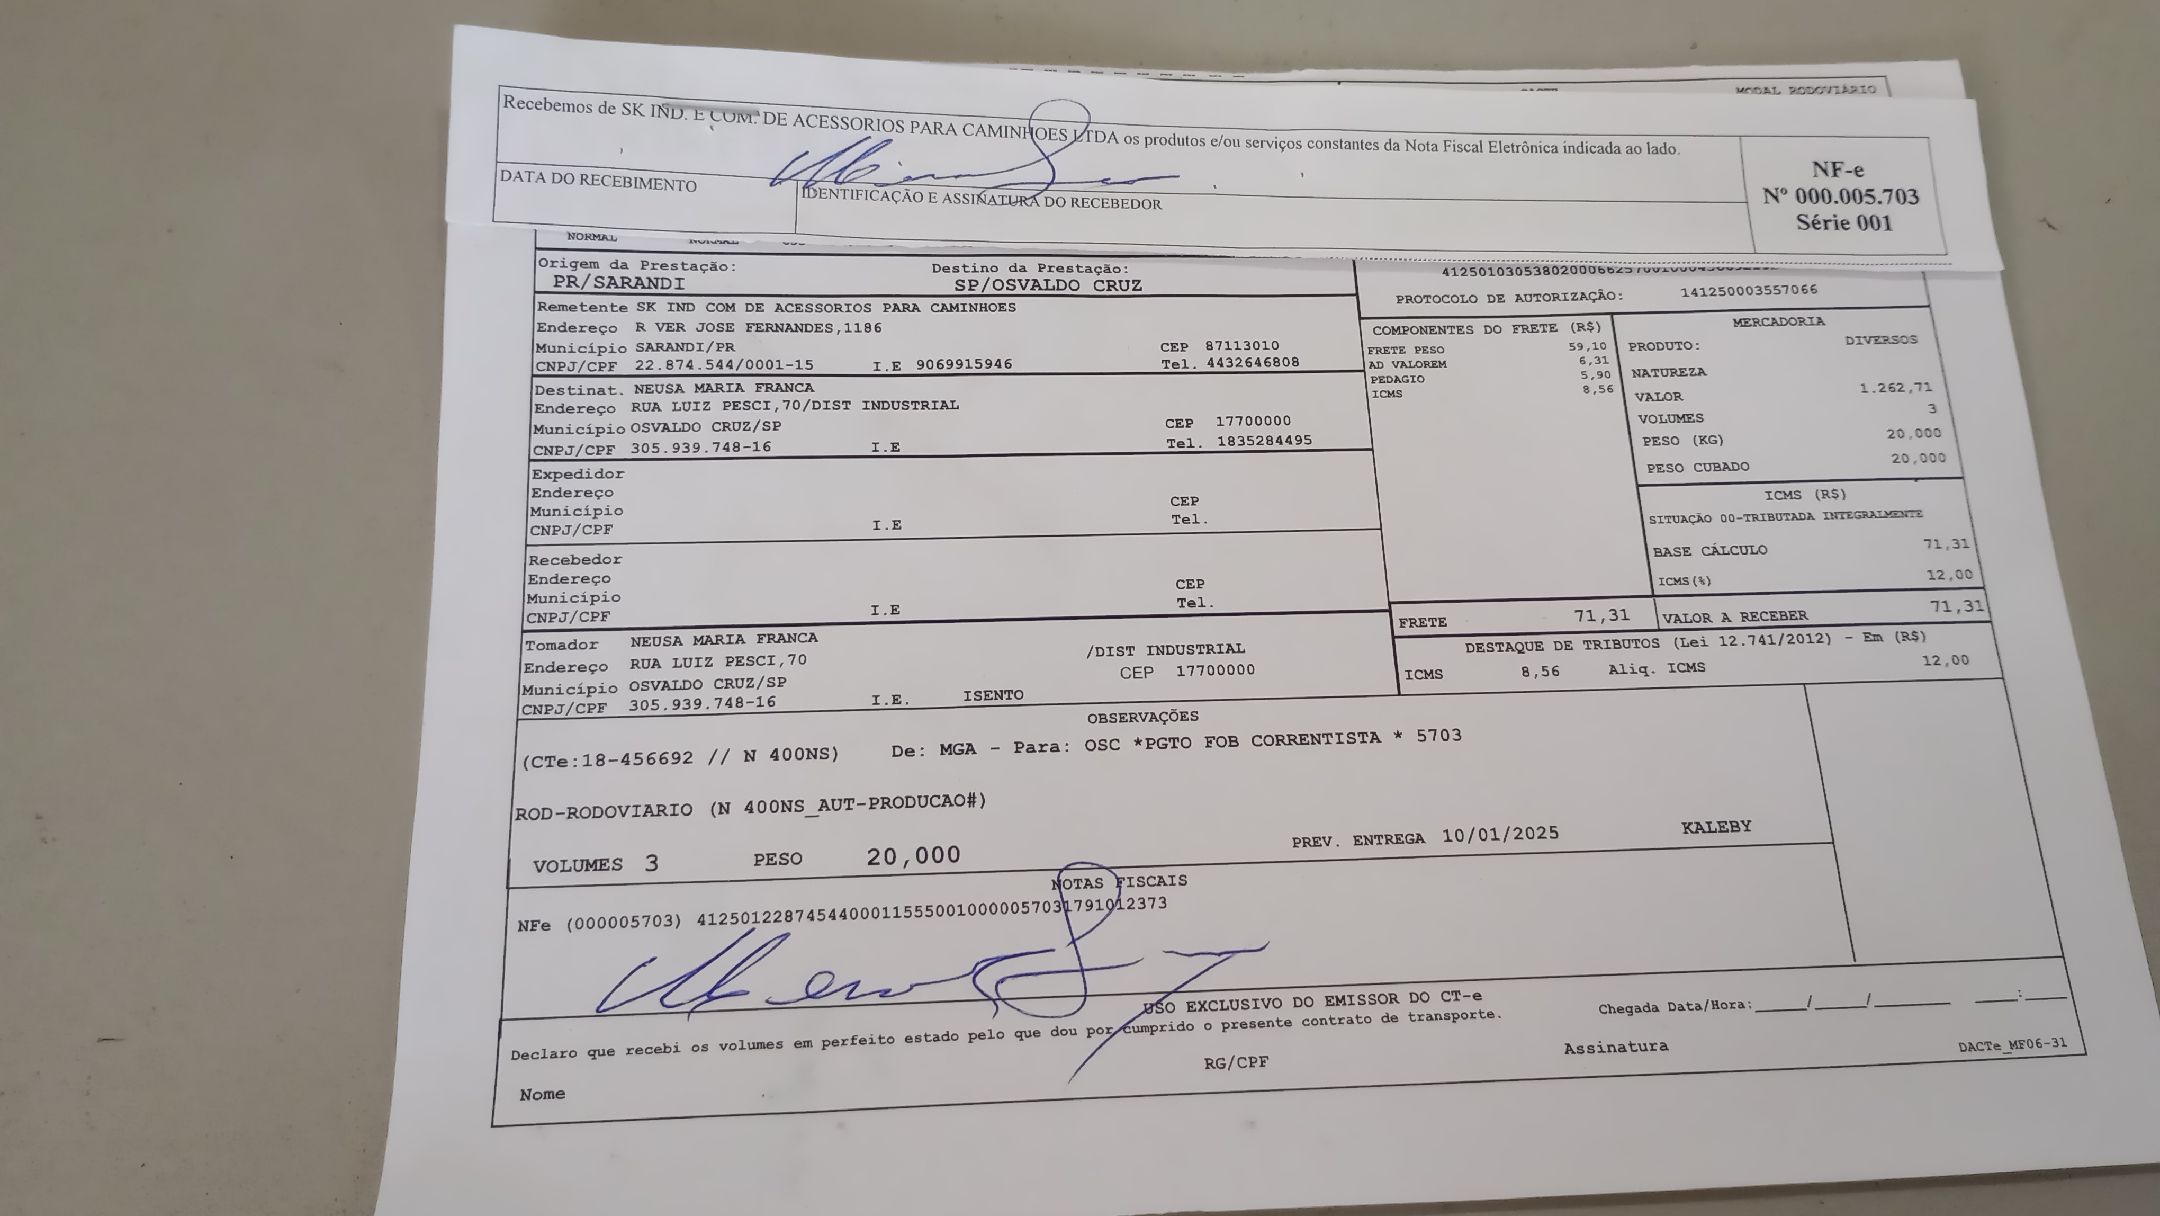 MODAL RODOVIÁRIO
Recebemos de SK IND. E COM. DE ACESSORIOS PARA CAMINHOES LTDA os produtos e/ou serviços constantes da Nota Fiscal Eletrônica indicada ao lado.
DATA DO RECEBIMENTO
IDENTIFICAÇÃO E ASSINATURA DO RECEBEDOR
NF-e
Nº 000.005.703
Série 001
NORMAL NORMAL
Origem da Prestação: Destino da Prestação:
PR/SARANDI SP/OSVALDO CRUZ
PROTOCOLO DE AUTORIZAÇÃO: 141250003557066
Remetente SK IND COM DE ACESSORIOS PARA CAMINHOES
Endereço R VER JOSE FERNANDES,1186
Município SARANDI/PR CEP 87113010
CNPJ/CPF 22.874.544/0001-15 I.E 9069915946 Tel. 4432646808
Destinat. NEUSA MARIA FRANCA
Endereço RUA LUIZ PESCI,70/DIST INDUSTRIAL
Município OSVALDO CRUZ/SP CEP 17700000
CNPJ/CPF 305.939.748-16 I.E Tel. 1835284495
Expedidor
Endereço
Município CEP
CNPJ/CPF I.E Tel.
Recebedor
Endereço
Município CEP
CNPJ/CPF I.E Tel.
Tomador NEUSA MARIA FRANCA
Endereço RUA LUIZ PESCI,70 /DIST INDUSTRIAL
Município OSVALDO CRUZ/SP CEP 17700000
CNPJ/CPF 305.939.748-16 I.E. ISENTO
COMPONENTES DO FRETE (R$)
FRETE PESO 59,10
AD VALOREM 6,31
PEDAGIO 5,90
ICMS 8,56
MERCADORIA
PRODUTO: DIVERSOS
NATUREZA
VALOR 1.262,71
VOLUMES 3
PESO (KG) 20,000
PESO CUBADO 20,000
ICMS (R$)
SITUAÇÃO 00-TRIBUTADA INTEGRALMENTE
BASE CÁLCULO 71,31
ICMS(%) 12,00
FRETE 71,31 VALOR A RECEBER 71,31
DESTAQUE DE TRIBUTOS (Lei 12.741/2012) - Em (R$)
ICMS 8,56 Aliq. ICMS 12,00
OBSERVAÇÕES
(CTe:18-456692 // N 400NS) De: MGA - Para: OSC *PGTO FOB CORRENTISTA * 5703
ROD-RODOVIARIO (N 400NS_AUT-PRODUCAO#)
VOLUMES 3 PESO 20,000 PREV. ENTREGA 10/01/2025 KALEBY
NOTAS FISCAIS
NFe (000005703) 41250122874544000115550010000057031791012373
USO EXCLUSIVO DO EMISSOR DO CT-e
Declaro que recebi os volumes em perfeito estado pelo que dou por cumprido o presente contrato de transporte.
Chegada Data/Hora:____/____/________ ____:____
Nome RG/CPF Assinatura DACTe_MF06-31